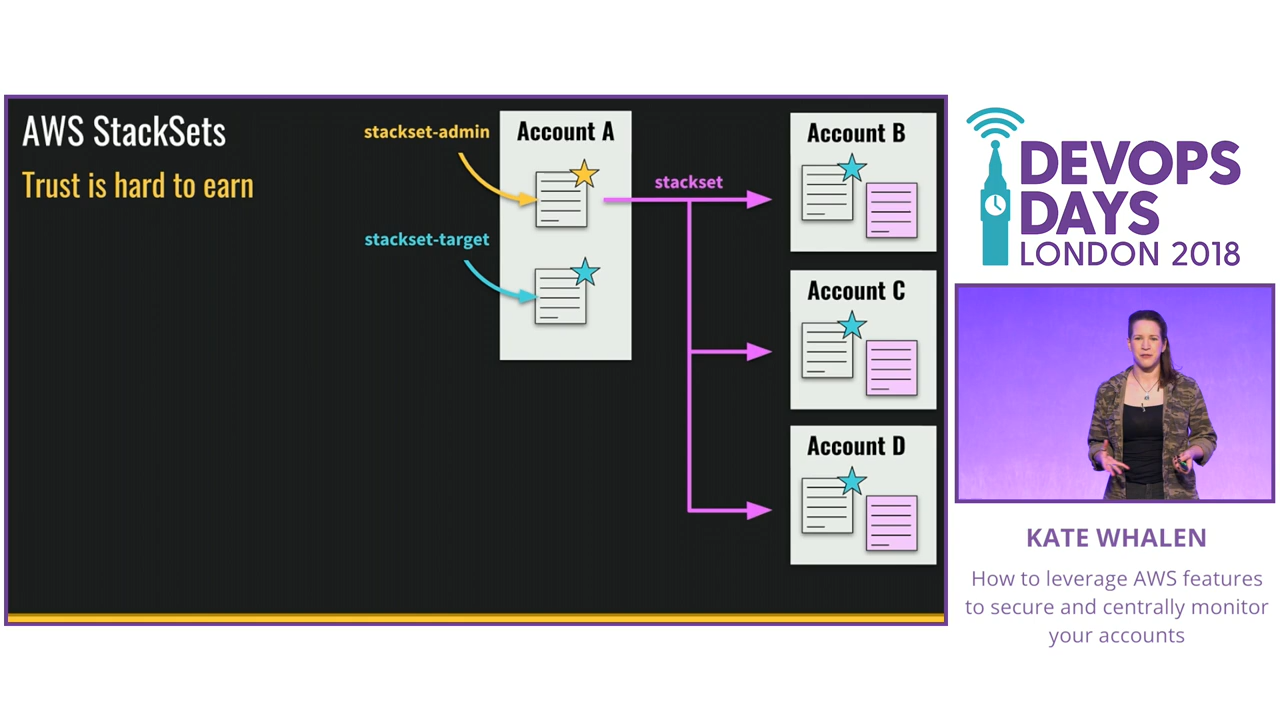 AWS StackSets
Trust is hard to earn
stackset-admin
stackset-target
Account A
stackset
Account B
Account C
Account D
DEVOPS
DAYS
LONDON 2018
KATE WHALEN
How to leverage AWS features
to secure and centrally monitor
your accounts